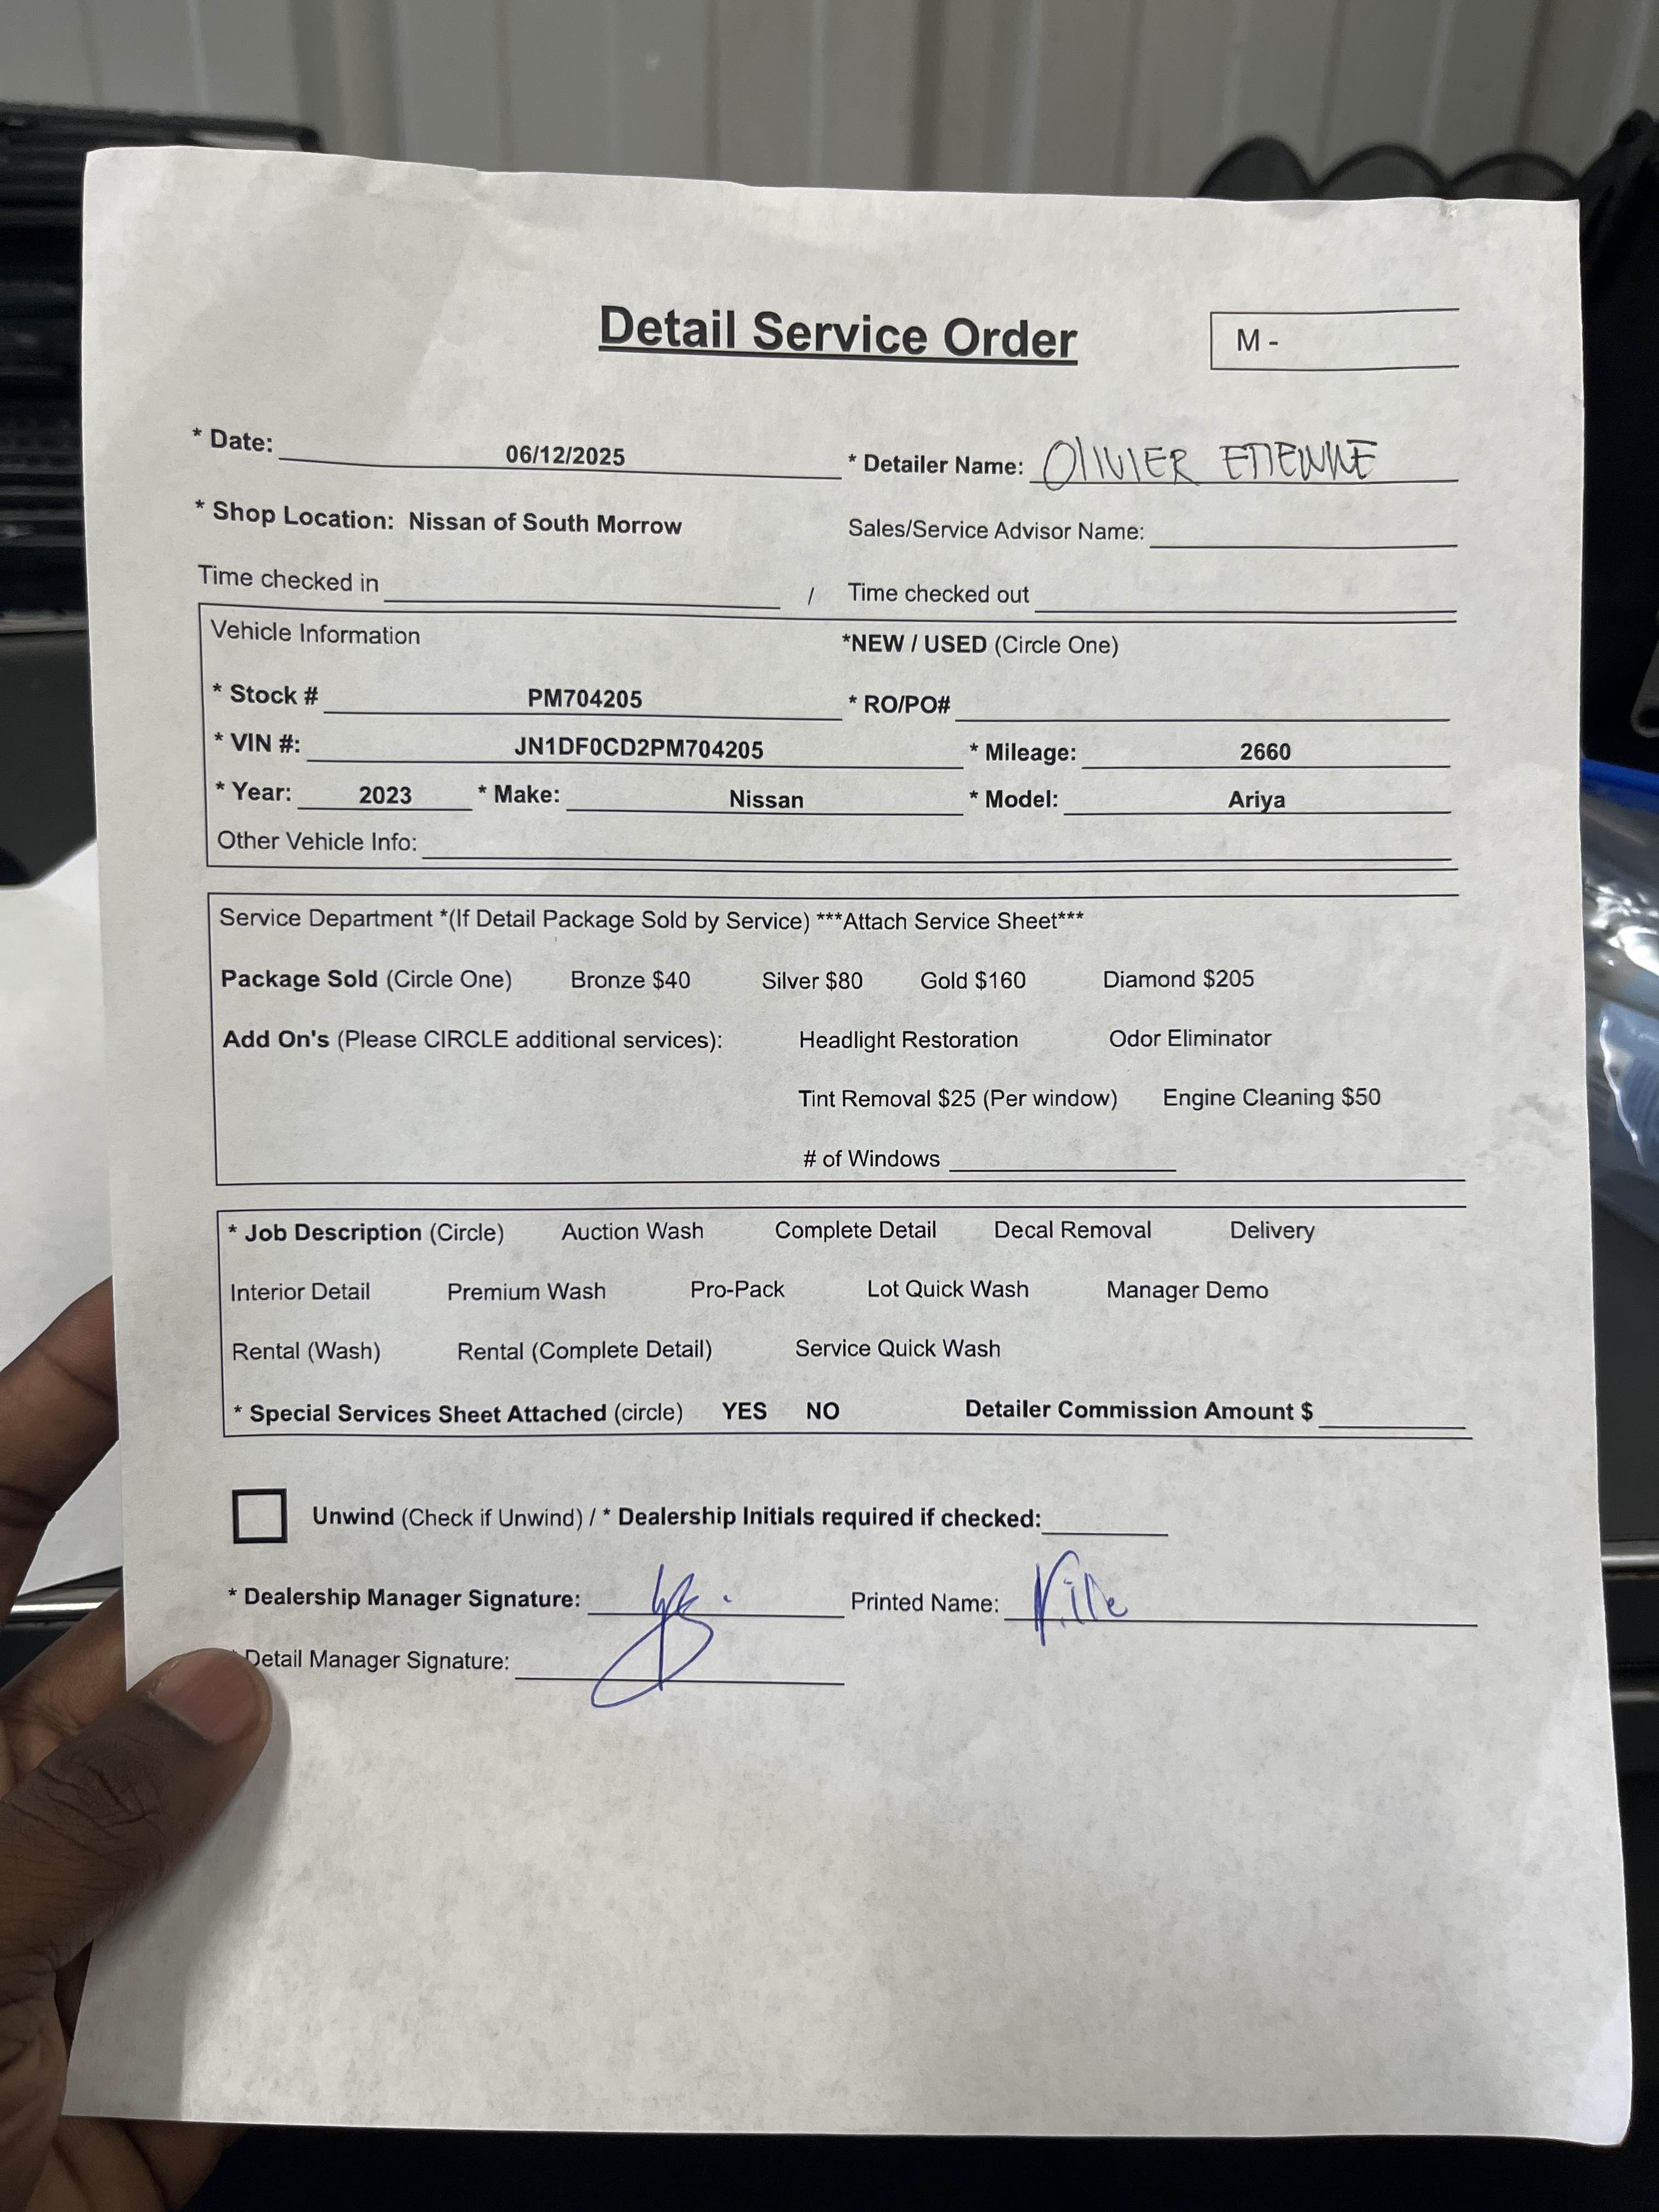 Detail Service Order
M -
* Date: 06/12/2025 * Detailer Name: OLIVIER ETIENNE
* Shop Location: Nissan of South Morrow Sales/Service Advisor Name:
Time checked in / Time checked out
Vehicle Information *NEW / USED (Circle One)
* Stock # PM704205 * RO/PO#
* VIN #: JN1DF0CD2PM704205 * Mileage: 2660
* Year: 2023 * Make: Nissan * Model: Ariya
Other Vehicle Info:
Service Department *(If Detail Package Sold by Service) ***Attach Service Sheet***
Package Sold (Circle One) Bronze $40 Silver $80 Gold $160 Diamond $205
Add On's (Please CIRCLE additional services): Headlight Restoration Odor Eliminator
Tint Removal $25 (Per window) Engine Cleaning $50
# of Windows
* Job Description (Circle) Auction Wash Complete Detail Decal Removal Delivery
Interior Detail Premium Wash Pro-Pack Lot Quick Wash Manager Demo
Rental (Wash) Rental (Complete Detail) Service Quick Wash
* Special Services Sheet Attached (circle) YES NO Detailer Commission Amount $
Unwind (Check if Unwind) / * Dealership Initials required if checked:
* Dealership Manager Signature: Printed Name:
* Detail Manager Signature: